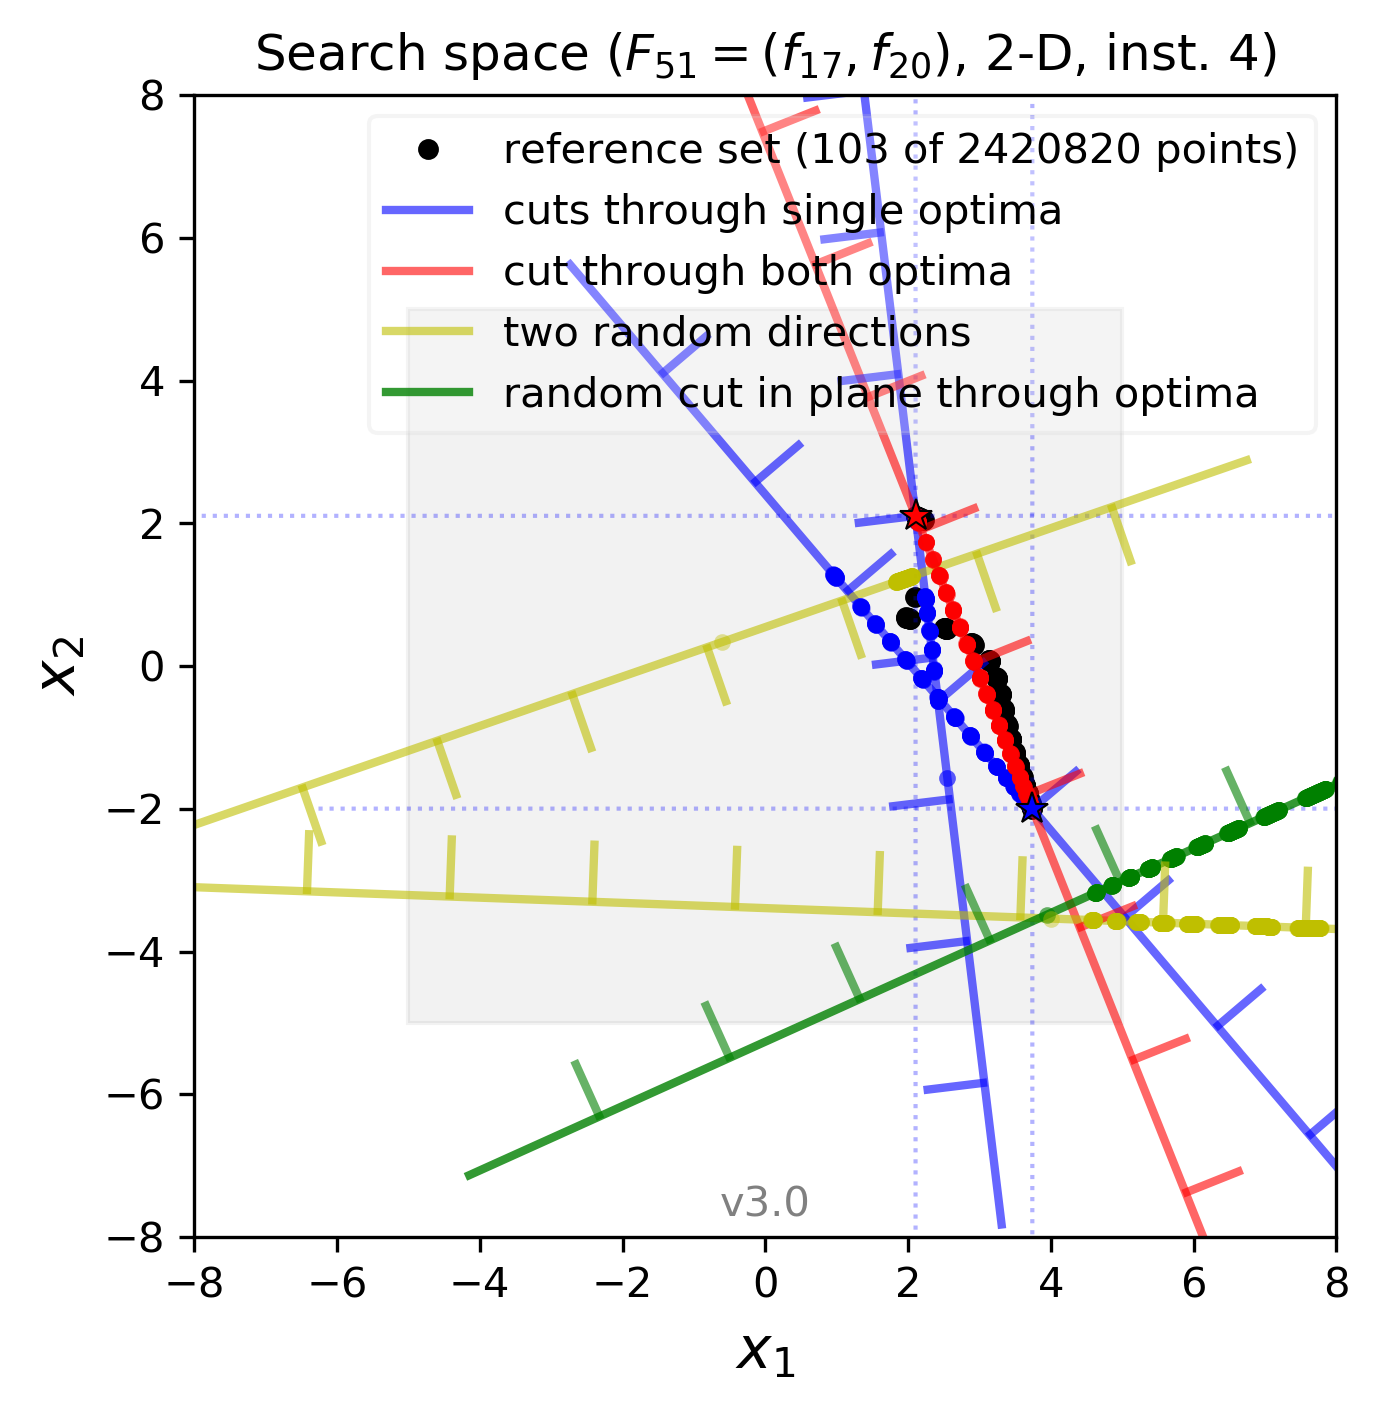 Search space (F51 = (f17, f20), 2-D, inst. 4)
8
6
4
2
0
−2
−4
−6
−8
x2
reference set (103 of 2420820 points)
cuts through single optima
cut through both optima
two random directions
random cut in plane through optima
v3.0
−8 −6 −4 −2 0 2 4 6 8
x1